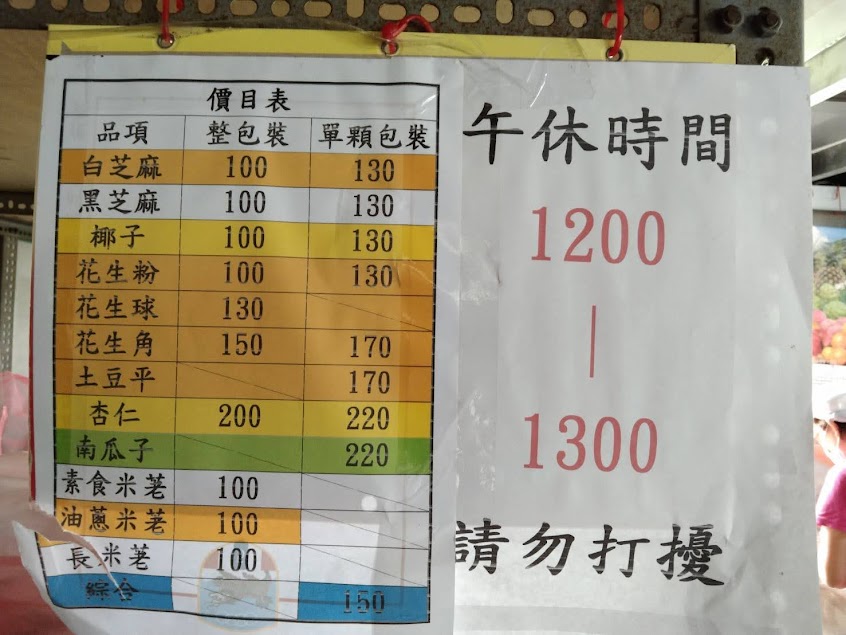 價目表
品項 整包裝 單顆包裝
白芝麻 100 130
黑芝麻 100 130
椰子 100 130
花生粉 100 130
花生球 130
花生角 150 170
土豆平 170
杏仁 200 220
南瓜子 220
素食米荖 100
油蔥米荖 100
長米荖 100
綜合 150
午休時間
1200
|
1300
請勿打擾